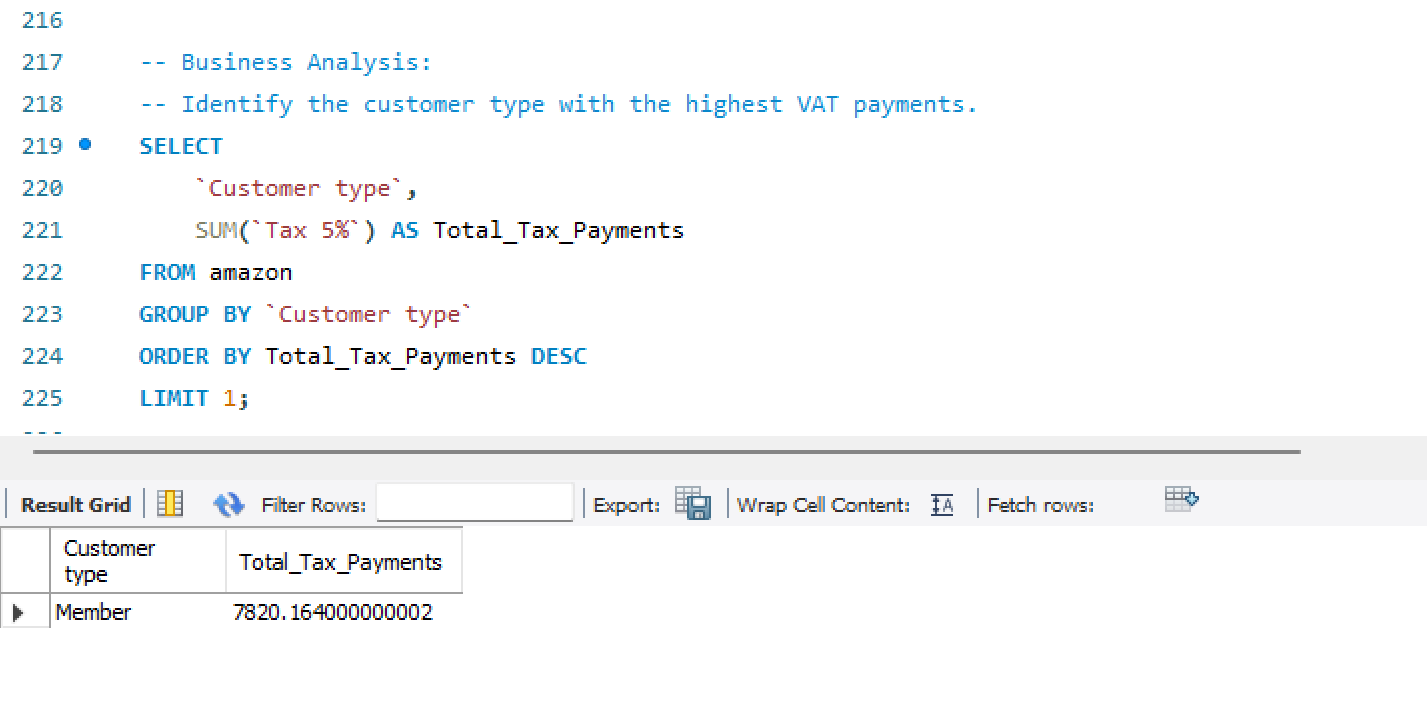 216
217 -- Business Analysis:
218 -- Identify the customer type with the highest VAT payments.
219 SELECT
220 `Customer type`,
221 SUM(`Tax 5%`) AS Total_Tax_Payments
222 FROM amazon
223 GROUP BY `Customer type`
224 ORDER BY Total_Tax_Payments DESC
225 LIMIT 1;
Result Grid Filter Rows: Export: Wrap Cell Content: Fetch rows:
Customer
type Total_Tax_Payments
Member 7820.164000000002